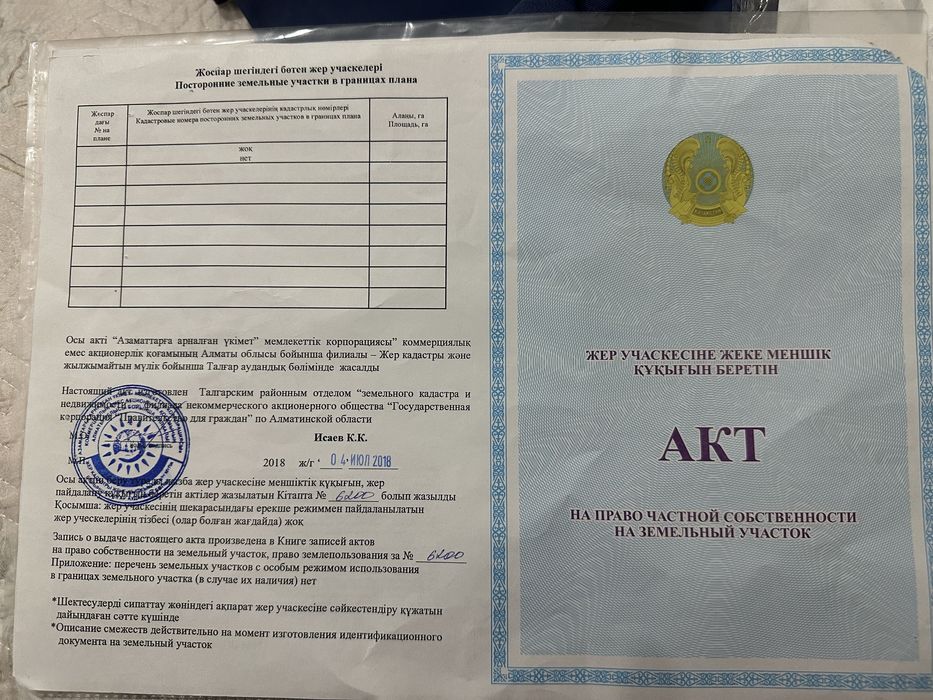 Жоспар шегіндегі бөтен жер учаскелері
Посторонние земельные участки в границах плана
Жоспар
дағы
№ на
плане
Жоспар шегіндегі бөтен жер учаскелерінің кадастрлық нөмірлері
Кадастровые номера посторонних земельных участков в границах плана
Алаңы, га
Площадь, га
жоқ
нет
Осы акті “Азаматтарға арналған үкімет” мемлекеттік корпорациясы” коммерциялық
емес акционерлік қоғамының Алматы облысы бойынша филиалы – Жер кадастры және
жылжымайтын мүлік бойынша Талғар аудандық бөлімінде жасалды
Настоящий акт изготовлен Талгарским районным отделом “земельного кадастра и
недвижимости” филиала некоммерческого акционерного общества “Государственная
корпорация “Правительство для граждан” по Алматинской области
Исаев К.К.
2018 ж/г 04 ИЮЛ 2018
Осы актіні беру туралы жазба жер учаскесіне меншіктік құқығын, жер
пайдалану құқығын беретін актілер жазылатын Кітапта № 6200 болып жазылды
Қосымша: жер учаскесінің шекарасындағы ерекше режиммен пайдаланылатын
жер уческелерінің тізбесі (олар болған жағдайда) жоқ
Запись о выдаче настоящего акта произведена в Книге записей актов
на право собственности на земельный участок, право землепользования за № 6200
Приложение: перечень земельных участков с особым режимом использования
в границах земельного участка (в случае их наличия) нет
*Шектесулерді сипаттау жөніндегі ақпарат жер учаскесіне сәйкестендіру құжатын
дайындаған сәтте күшінде
*Описание смежеств действительно на момент изготовления идентификационного
документа на земельный участок
ЖЕР УЧАСКЕСІНЕ ЖЕКЕ МЕНШІК
ҚҰҚЫҒЫН БЕРЕТІН
АКТ
НА ПРАВО ЧАСТНОЙ СОБСТВЕННОСТИ
НА ЗЕМЕЛЬНЫЙ УЧАСТОК